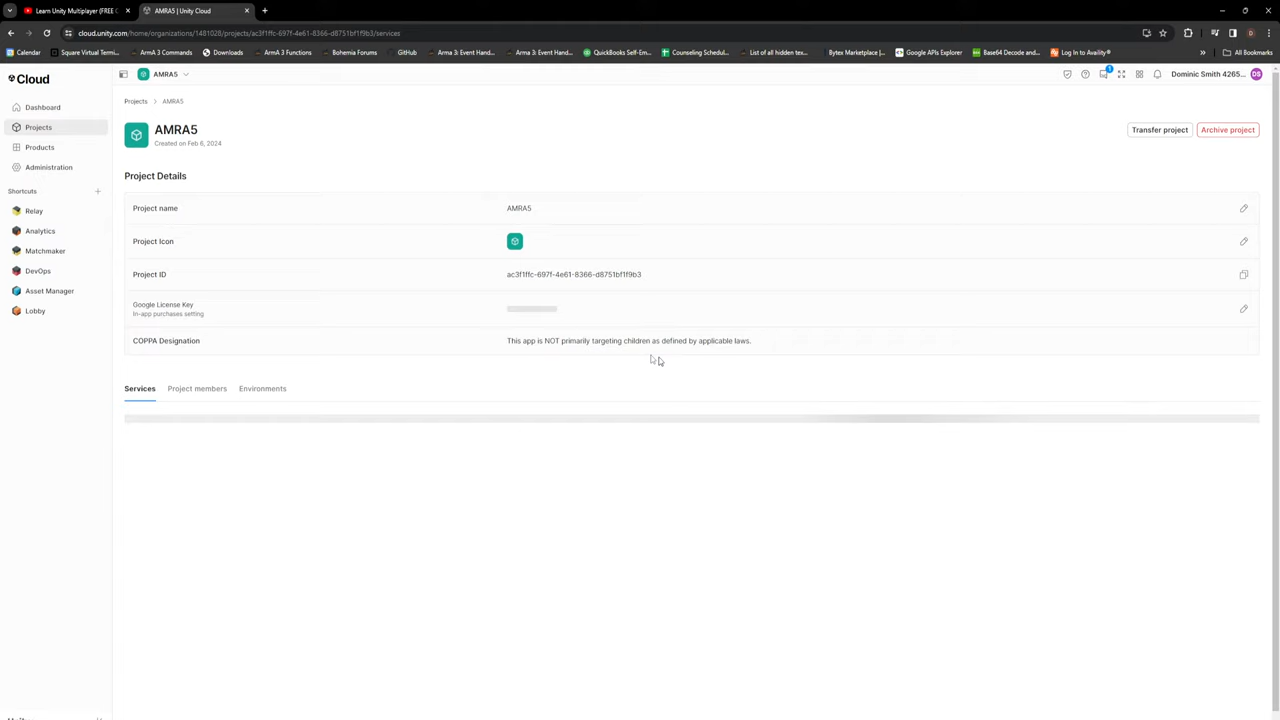 Learn Unity Multiplayer (FREE C
AMRA5 | Unity Cloud
cloud.unity.com/home/organizations/1481028/projects/ac3f1ffc-697f-4e61-8366-d8751bf1f9b3/services
Calendar
Square Virtual Termi...
ArmA 3 Commands
Downloads
ArmA 3 Functions
Bohemia Forums
GitHub
Arma 3: Event Hand...
Arma 3: Event Hand...
QuickBooks Self-Em...
Counseling Schedul...
List of all hidden tex...
Bytes Marketplace |...
Google APIs Explorer
Base64 Decode and...
Log In to Availity®
All Bookmarks
Cloud
AMRA5
1
Dominic Smith 4265...
DS
Dashboard
Projects
Products
Administration
Shortcuts
Relay
Analytics
Matchmaker
DevOps
Asset Manager
Lobby
Projects > AMRA5
AMRA5
Created on Feb 6, 2024
Transfer project
Archive project
Project Details
Project name
AMRA5
Project Icon
Project ID
ac3f1ffc-697f-4e61-8366-d8751bf1f9b3
Google License Key
In-app purchases setting
COPPA Designation
This app is NOT primarily targeting children as defined by applicable laws.
Services
Project members
Environments